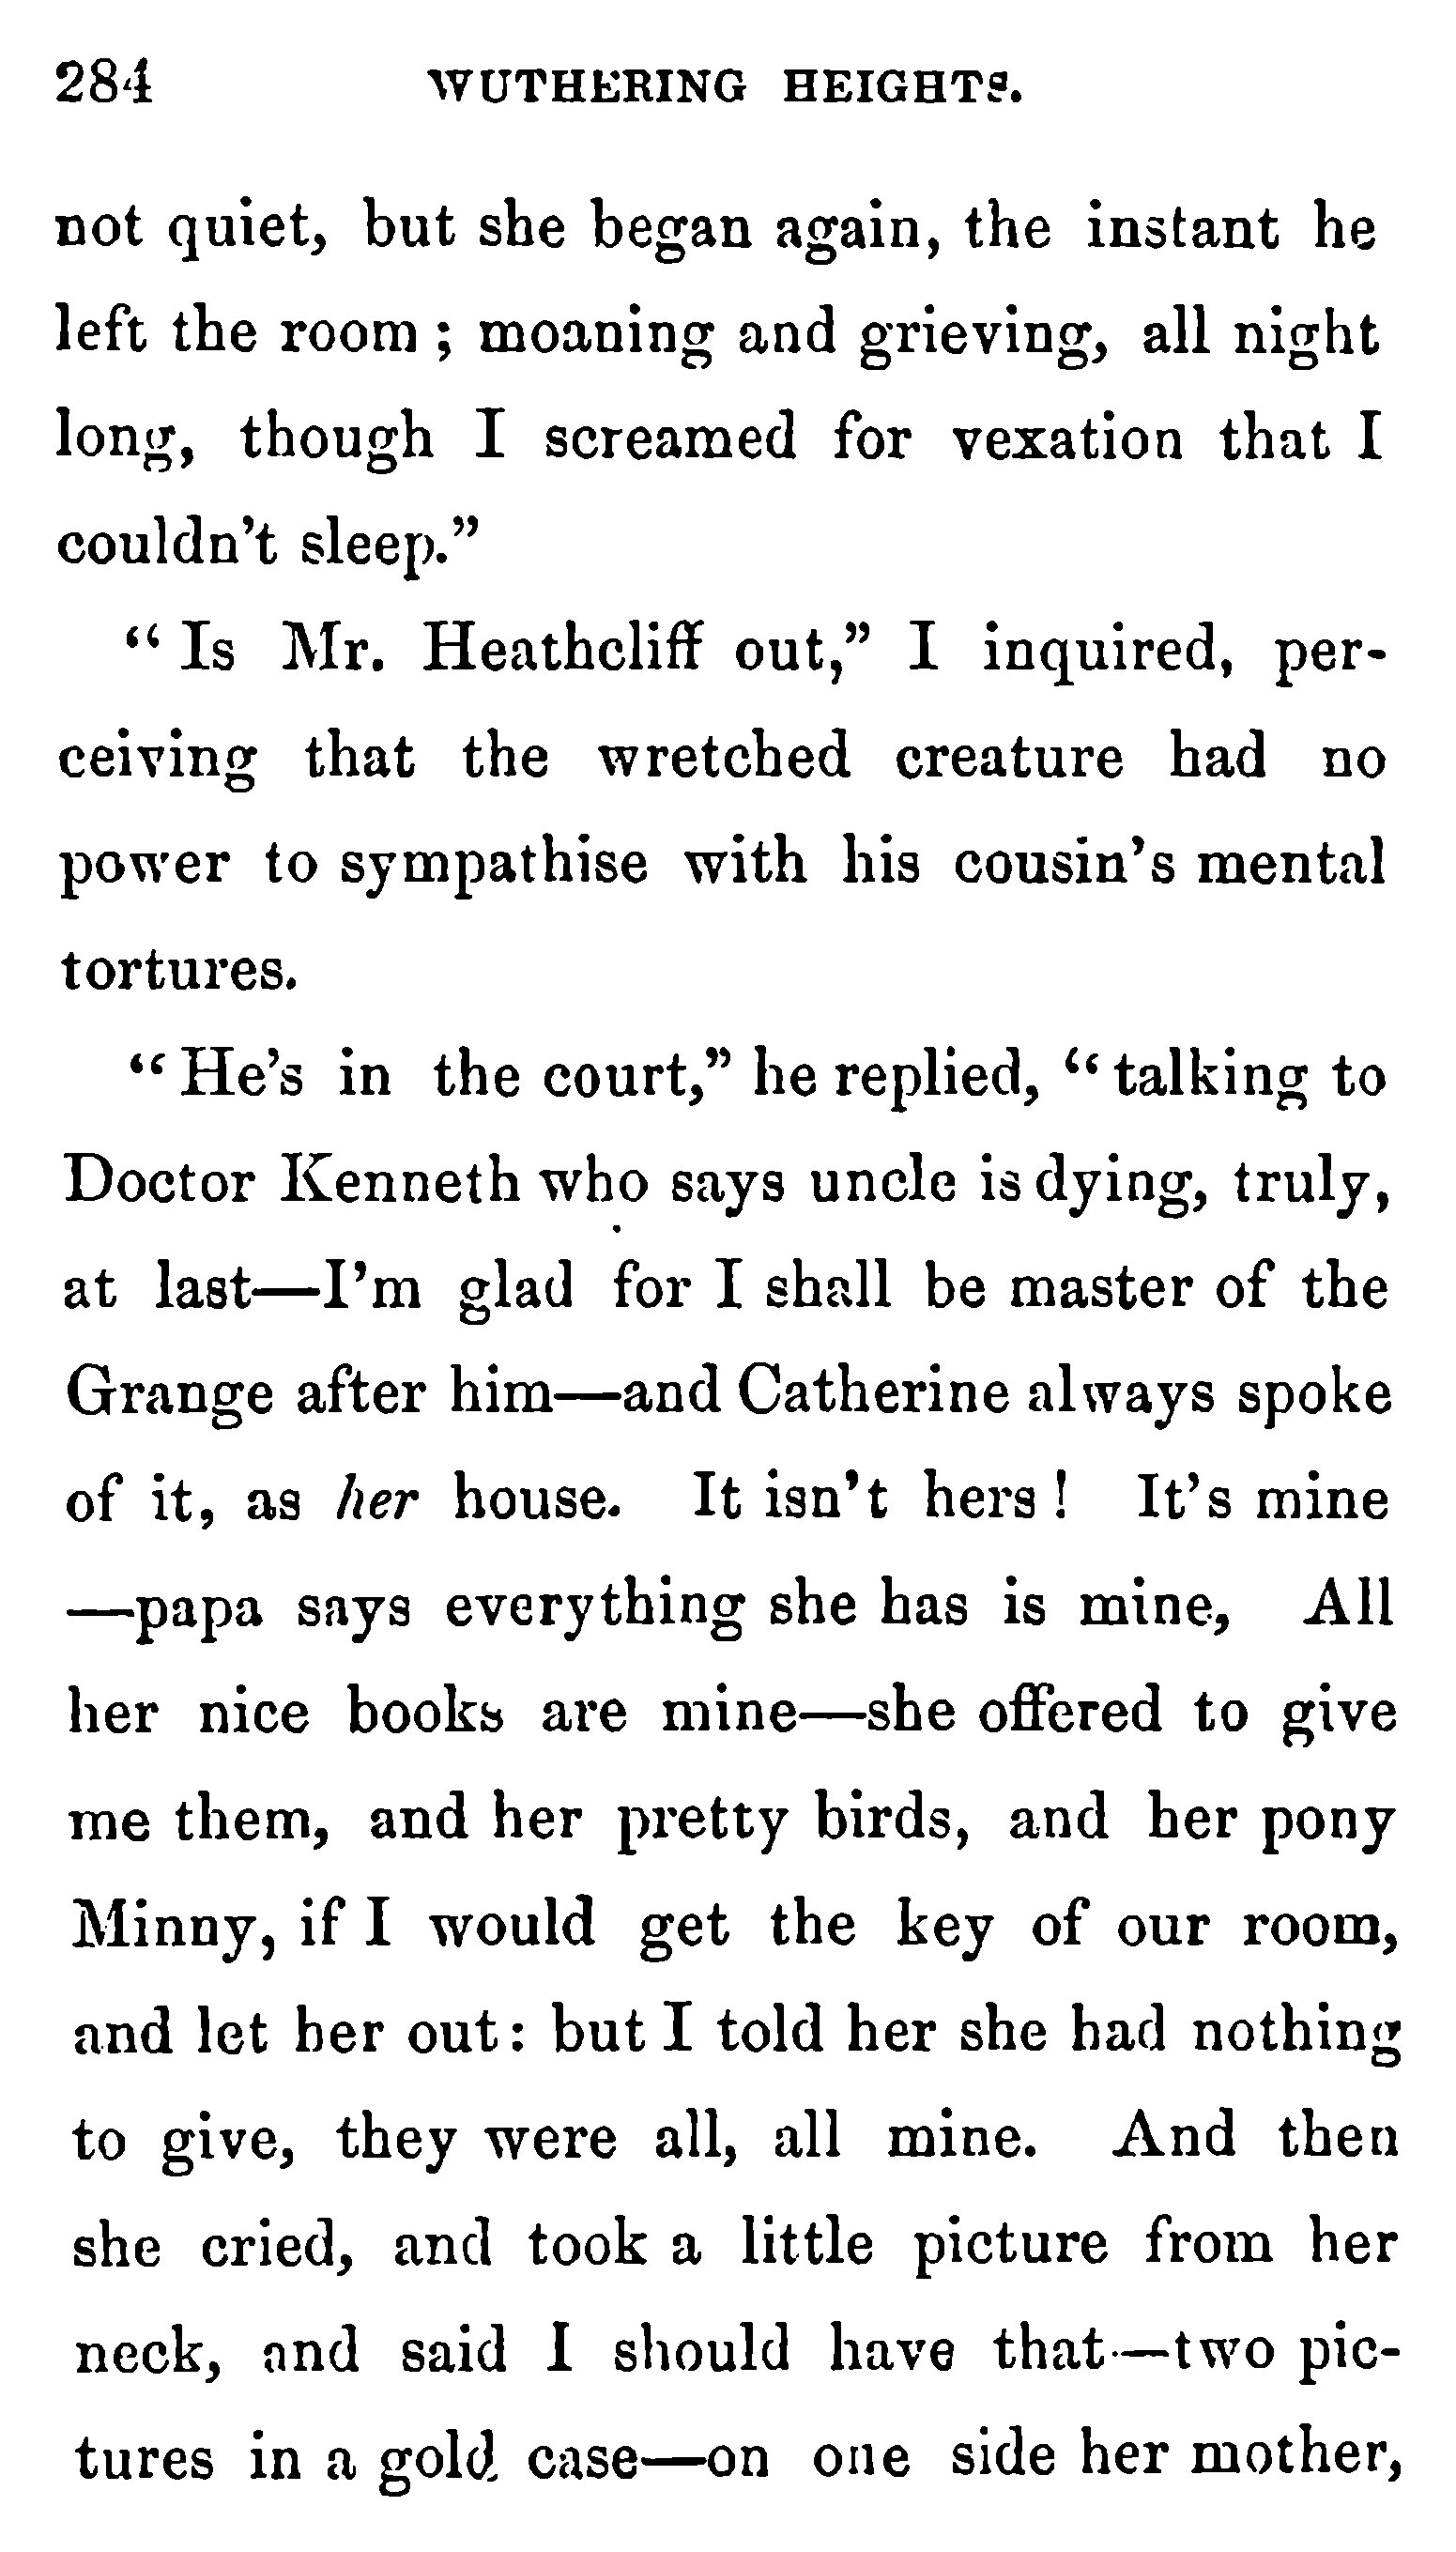 284 WUTHERING HEIGHTS.
not quiet, but she began again, the instant he
left the room ; moaning and grieving, all night
long, though I screamed for vexation that I
couldn't sleep.”
“ Is Mr. Heathcliff out,” I inquired, per-
ceiving that the wretched creature had no
power to sympathise with his cousin's mental
tortures.
“ He's in the court,” he replied, “ talking to
Doctor Kenneth who says uncle is dying, truly,
at last—I'm glad for I shall be master of the
Grange after him—and Catherine always spoke
of it, as her house. It isn't hers ! It's mine
—papa says everything she has is mine, All
her nice books are mine—she offered to give
me them, and her pretty birds, and her pony
Minny, if I would get the key of our room,
and let her out : but I told her she had nothing
to give, they were all, all mine. And then
she cried, and took a little picture from her
neck, and said I should have that—two pic-
tures in a gold case—on one side her mother,